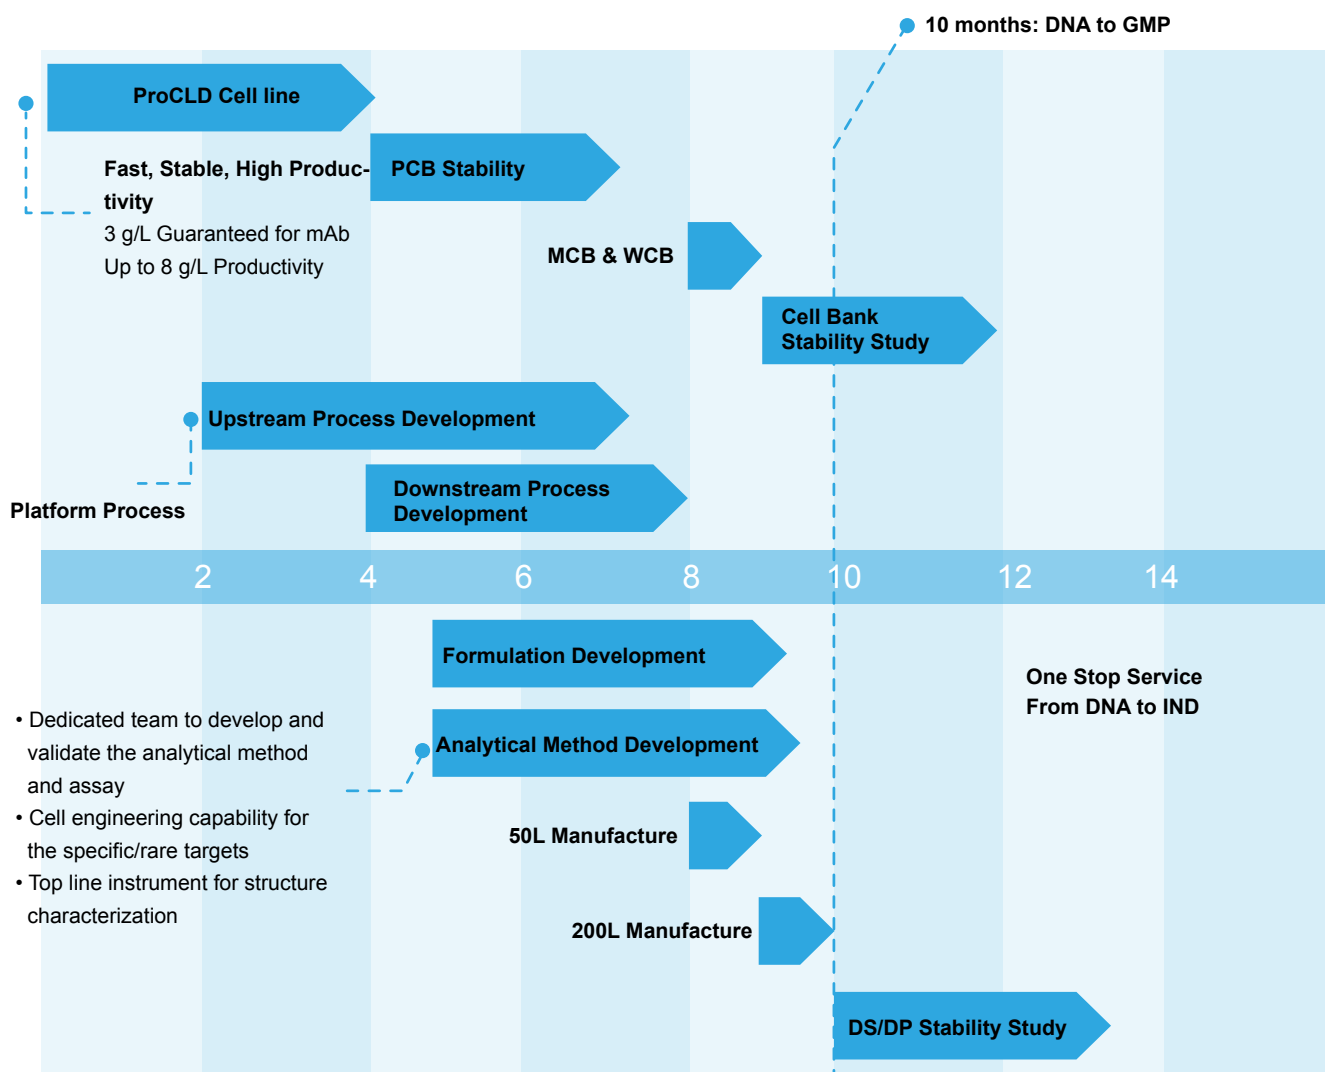 10 months: DNA to GMP
ProCLD Cell line
Fast, Stable, High Produc-
tivity
3 g/L Guaranteed for mAb
Up to 8 g/L Productivity
PCB Stability
MCB & WCB
Cell Bank
Stability Study
Upstream Process Development
Platform Process
Downstream Process
Development
2 4 6 8 10 12 14
Formulation Development
One Stop Service
From DNA to IND
• Dedicated team to develop and
validate the analytical method
and assay
• Cell engineering capability for
the specific/rare targets
• Top line instrument for structure
characterization
Analytical Method Development
50L Manufacture
200L Manufacture
DS/DP Stability Study